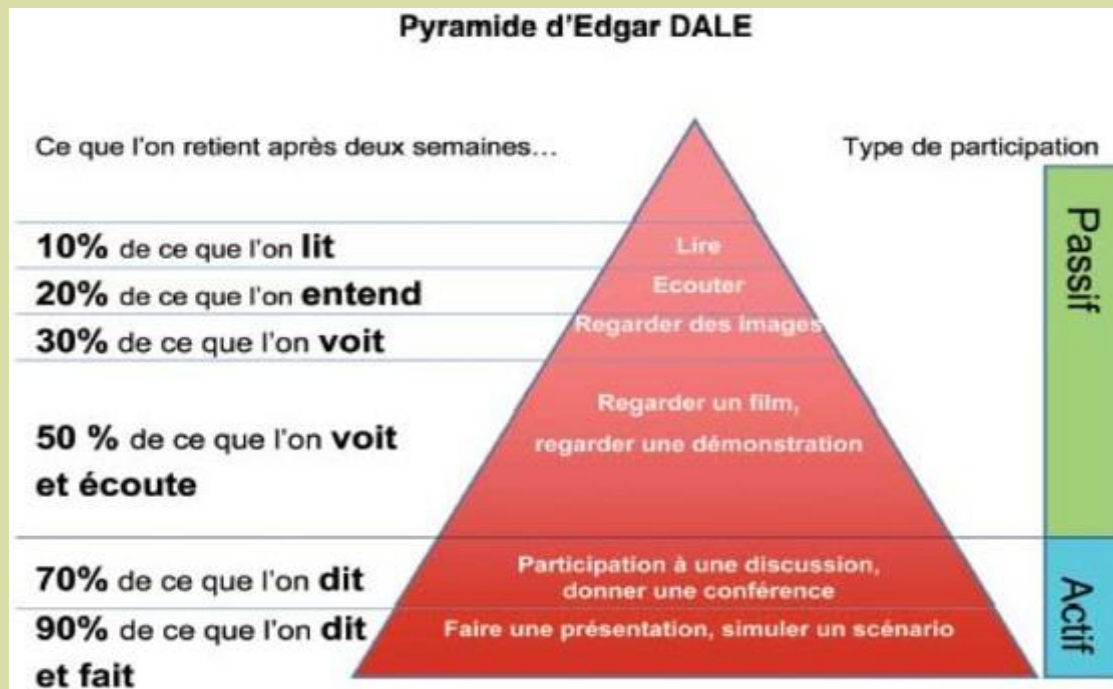 Pyramide d'Edgar DALE
Ce que l'on retient après deux semaines…
Type de participation
10% de ce que l'on lit
20% de ce que l'on entend
30% de ce que l'on voit
50 % de ce que l'on voit
et écoute
70% de ce que l'on dit
90% de ce que l'on dit
et fait
Lire
Ecouter
Regarder des images
Regarder un film,
regarder une démonstration
Participation à une discussion,
donner une conférence
Faire une présentation, simuler un scénario
Passif
Actif